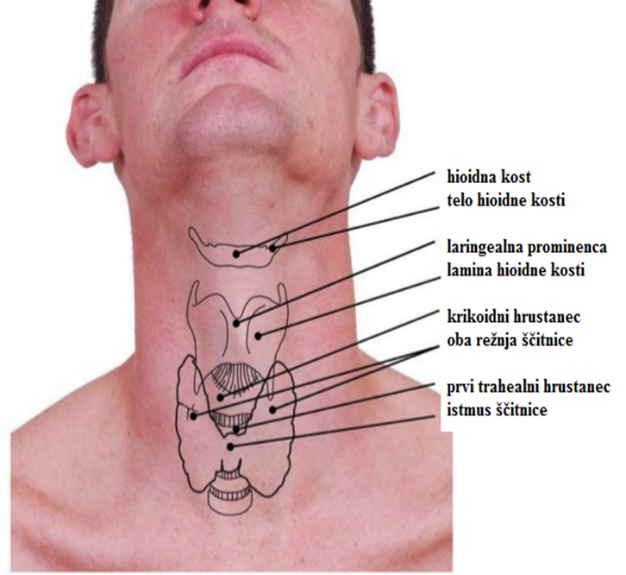 hioidna kost
telo hioidne kosti
laringealna prominenca
lamina hioidne kosti
krikoidni hrustanec
oba režnja ščitnice
prvi trahealni hrustanec
istmus ščitnice